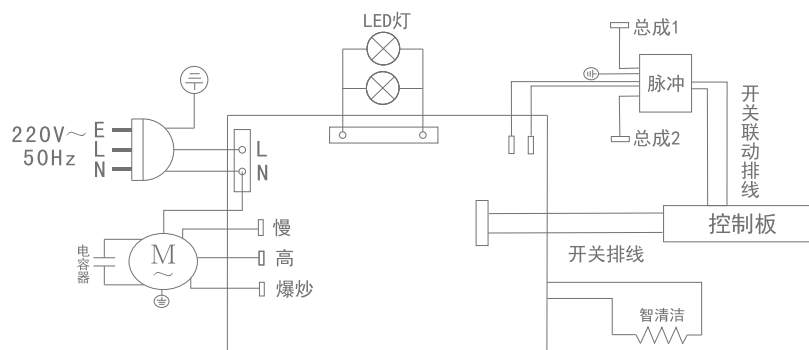 LED灯
总成1
脉冲
总成2
开关联动排线
220V~
50Hz
E
L
N
L
N
M
~
电容器
慢
高
爆炒
控制板
开关排线
智清洁